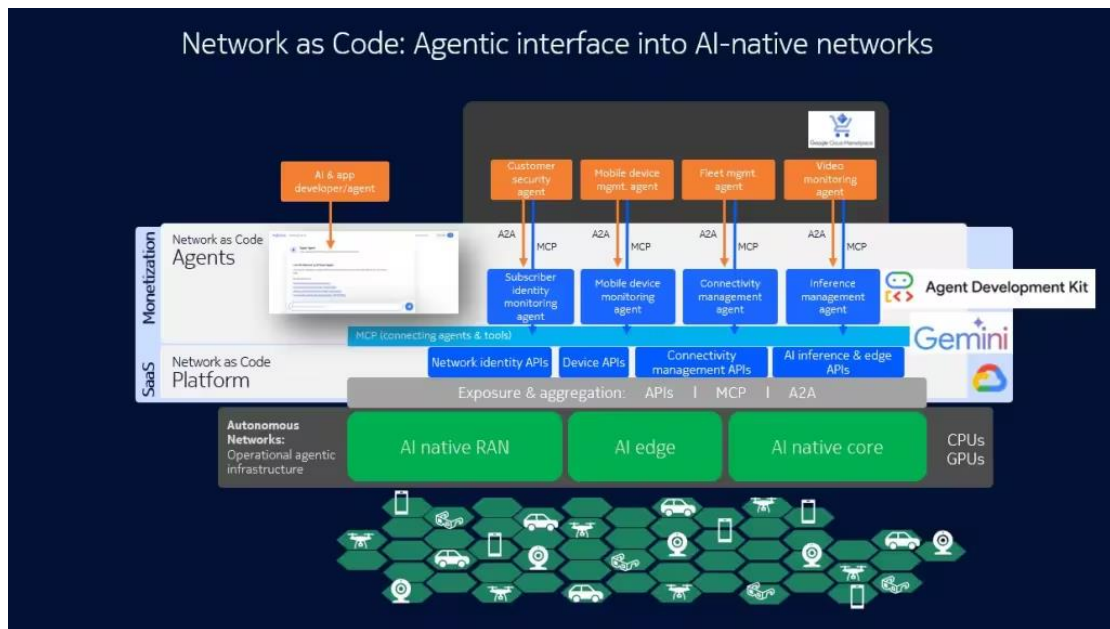 Network as Code: Agentic interface into AI-native networks
Google Cloud Marketplace
AI & app
developer/agent
Customer
security
agent
Mobile device
mgmt. agent
Fleet mgmt.
agent
Video
monitoring
agent
Monetization
Network as Code
Agents
A2A
MCP
A2A
MCP
A2A
MCP
A2A
MCP
Subscriber
identity
monitoring
agent
Mobile device
monitoring
agent
Connectivity
management
agent
Inference
management
agent
Agent Development Kit
MCP (connecting agents & tools)
Gemini
SaaS
Network as Code
Platform
Network identity APIs
Device APIs
Connectivity
management APIs
AI inference & edge
APIs
Exposure & aggregation: APIs | MCP | A2A
Autonomous
Networks:
Operational agentic
infrastructure
AI native RAN
AI edge
AI native core
CPUs
GPUs